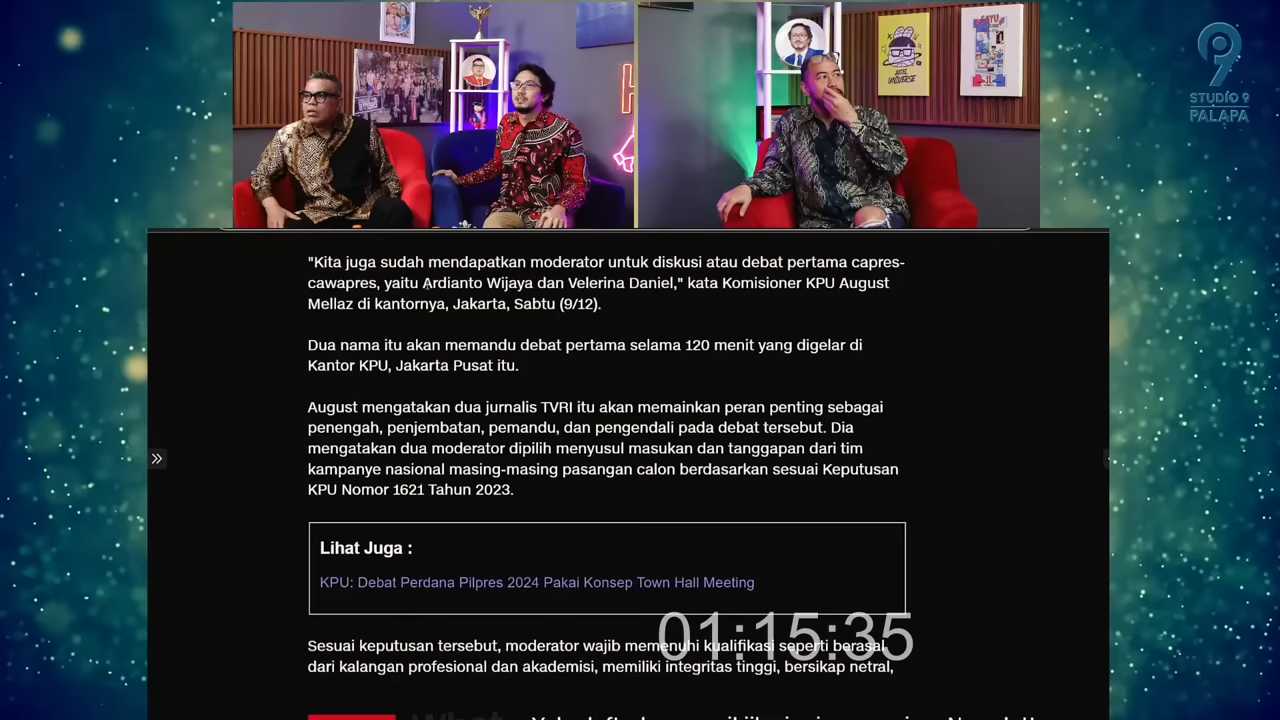 STUDIO 9
PALAPA
"Kita juga sudah mendapatkan moderator untuk diskusi atau debat pertama capres-
cawapres, yaitu Ardianto Wijaya dan Velerina Daniel," kata Komisioner KPU August
Mellaz di kantornya, Jakarta, Sabtu (9/12).
Dua nama itu akan memandu debat pertama selama 120 menit yang digelar di
Kantor KPU, Jakarta Pusat itu.
August mengatakan dua jurnalis TVRI itu akan memainkan peran penting sebagai
penengah, penjembatan, pemandu, dan pengendali pada debat tersebut. Dia
mengatakan dua moderator dipilih menyusul masukan dan tanggapan dari tim
kampanye nasional masing-masing pasangan calon berdasarkan sesuai Keputusan
KPU Nomor 1621 Tahun 2023.
Lihat Juga :
KPU: Debat Perdana Pilpres 2024 Pakai Konsep Town Hall Meeting
01:15:35
Sesuai keputusan tersebut, moderator wajib memenuhi kualifikasi seperti berasal
dari kalangan profesional dan akademisi, memiliki integritas tinggi, bersikap netral,